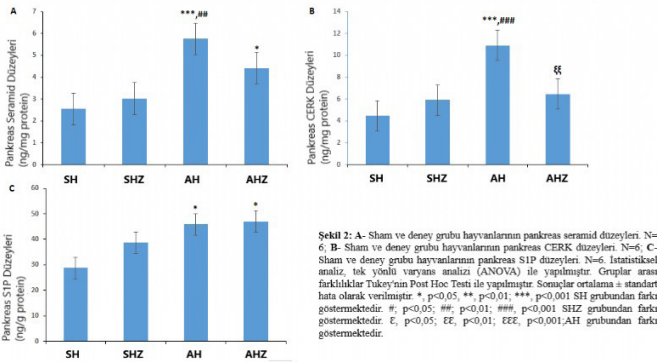 A
Pankreas Seramid Düzeyleri
(ng/mg protein)
7
6
5
4
3
2
1
0
***,##
*
SH
SHZ
AH
AHZ
B
Pankreas CERK Düzeyleri
(ng/mg protein)
14
12
10
8
6
4
2
0
***,###
ξξ
SH
SHZ
AH
AHZ
C
Pankreas S1P Düzeyleri
(ng/g protein)
60
50
40
30
20
10
0
*
*
SH
SHZ
AH
AHZ
Şekil 2: A- Sham ve deney grubu hayvanlarının pankreas seramid düzeyleri. N=
6; B- Sham ve deney grubu hayvanlarının pankreas CERK düzeyleri. N=6; C-
Sham ve deney grubu hayvanlarının pankreas S1P düzeyleri. N=6. İstatistiksel
analiz, tek yönlü varyans analizi (ANOVA) ile yapılmıştır. Gruplar arası
farklılıklar Tukey'nin Post Hoc Testi ile yapılmıştır. Sonuçlar ortalama ± standart
hata olarak verilmiştir. *, p<0,05, **, p<0,01; ***, p<0,001 SH grubundan farkı
göstermektedir. #; p<0,05; ##; p<0,01; ###, p<0,001 SHZ grubundan farkı
göstermektedir. ℇ, p<0,05; ℇℇ, p<0,01; ℇℇℇ, p<0,001;AH grubundan farkı
göstermektedir.